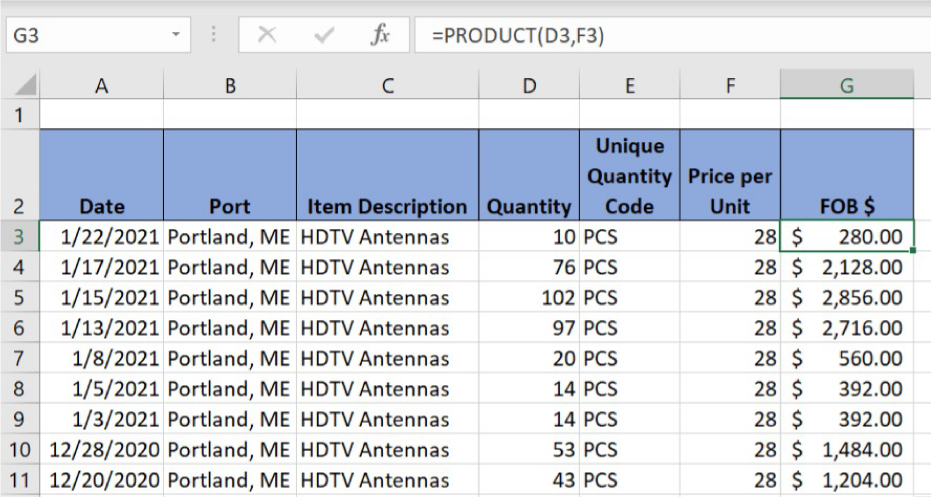 G3 fx =PRODUCT(D3,F3)
A B C D E F G
1
Unique
Quantity Price per
2 Date Port Item Description Quantity Code Unit FOB $
3 1/22/2021 Portland, ME HDTV Antennas 10 PCS 28 $ 280.00
4 1/17/2021 Portland, ME HDTV Antennas 76 PCS 28 $ 2,128.00
5 1/15/2021 Portland, ME HDTV Antennas 102 PCS 28 $ 2,856.00
6 1/13/2021 Portland, ME HDTV Antennas 97 PCS 28 $ 2,716.00
7 1/8/2021 Portland, ME HDTV Antennas 20 PCS 28 $ 560.00
8 1/5/2021 Portland, ME HDTV Antennas 14 PCS 28 $ 392.00
9 1/3/2021 Portland, ME HDTV Antennas 14 PCS 28 $ 392.00
10 12/28/2020 Portland, ME HDTV Antennas 53 PCS 28 $ 1,484.00
11 12/20/2020 Portland, ME HDTV Antennas 43 PCS 28 $ 1,204.00